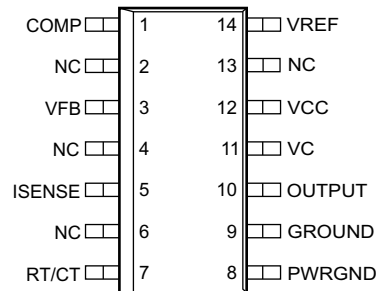 COMP 1 14 VREF
NC 2 13 NC
VFB 3 12 VCC
NC 4 11 VC
ISENSE 5 10 OUTPUT
NC 6 9 GROUND
RT/CT 7 8 PWRGND